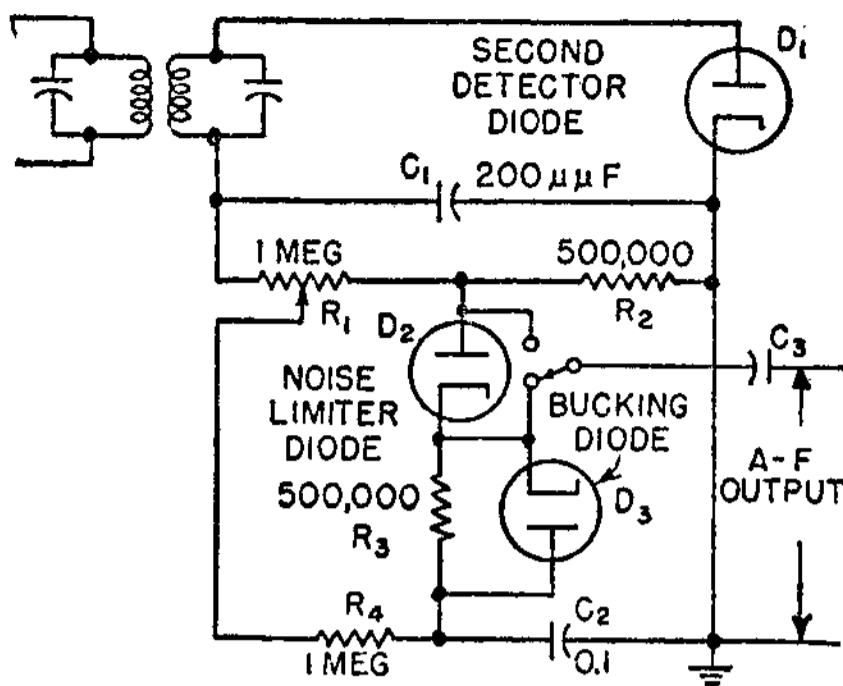 SECOND
DETECTOR
DIODE
D1
C1
200 μμF
1 MEG
500,000
R1
R2
D2
C3
NOISE
LIMITER
DIODE
BUCKING
DIODE
A-F
OUTPUT
500,000
R3
D3
R4
1 MEG
C2
0.1